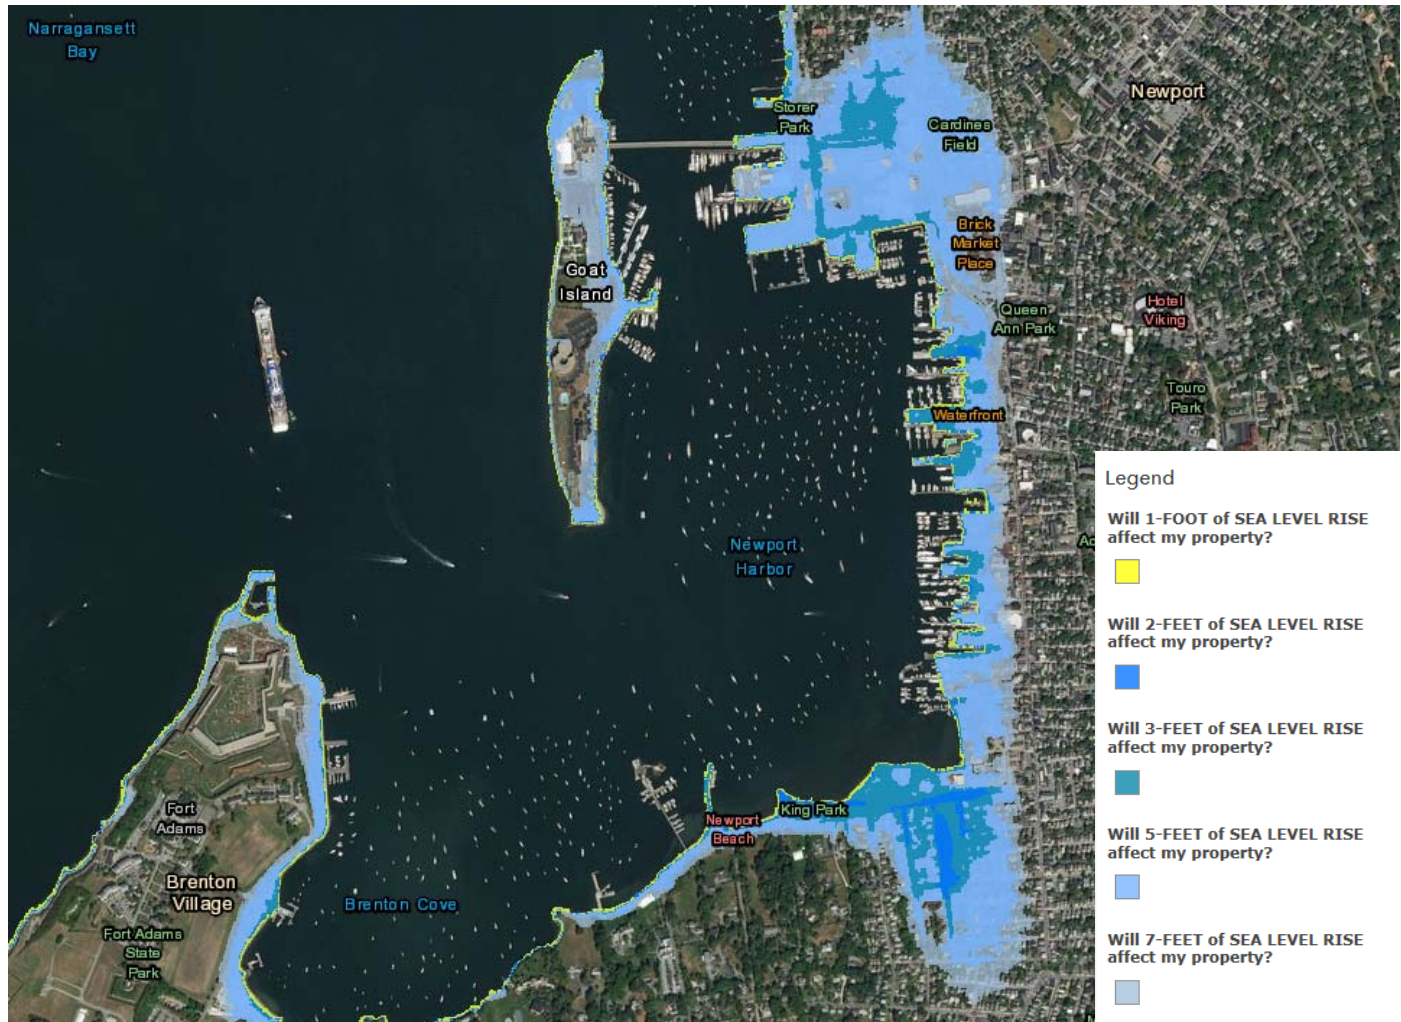 Narragansett
Bay
Newport
Storer
Park
Cardines
Field
Brick
Market
Place
Goat
Island
Queen
Ann Park
Hotel
Viking
Touro
Park
Waterfront
Newport
Harbor
King Park
Newport
Beach
Fort
Adams
Brenton
Village
Brenton Cove
Fort Adams
State
Park
Legend
Will 1-FOOT of SEA LEVEL RISE
affect my property?
Will 2-FEET of SEA LEVEL RISE
affect my property?
Will 3-FEET of SEA LEVEL RISE
affect my property?
Will 5-FEET of SEA LEVEL RISE
affect my property?
Will 7-FEET of SEA LEVEL RISE
affect my property?